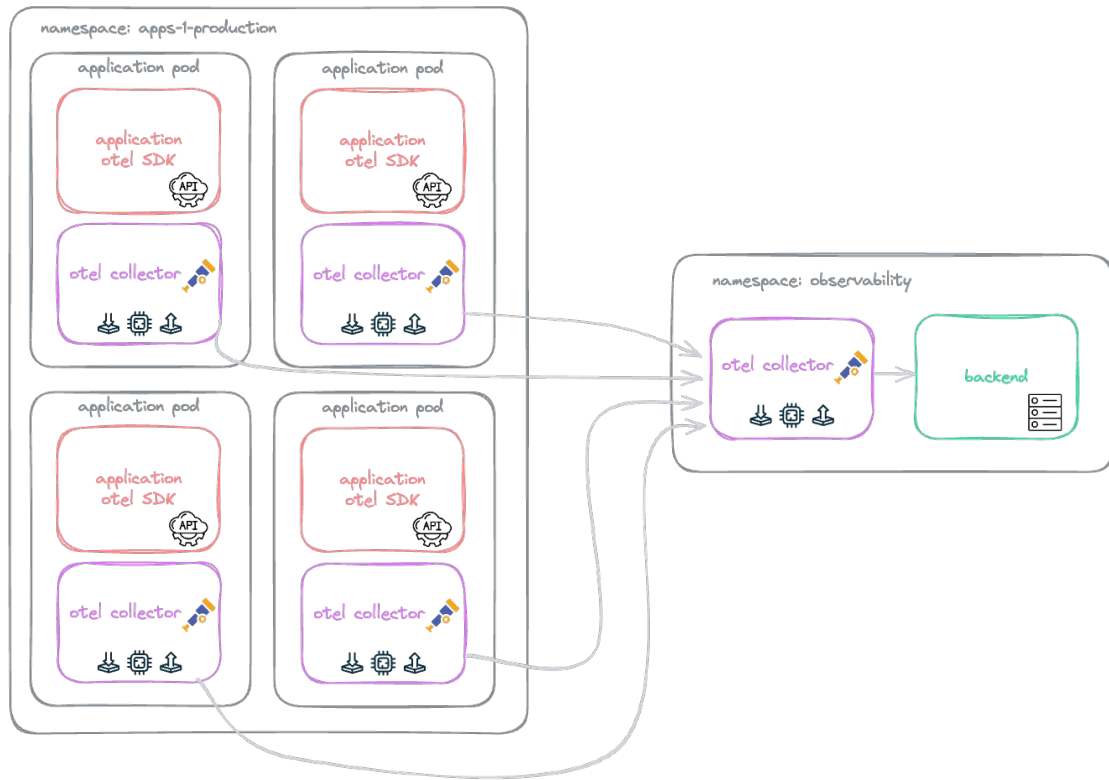 namespace: apps-1-production
application pod
application
otel SDK
API
otel collector
application pod
application
otel SDK
API
otel collector
application pod
application
otel SDK
API
otel collector
application pod
application
otel SDK
API
otel collector
namespace: observability
otel collector
backend